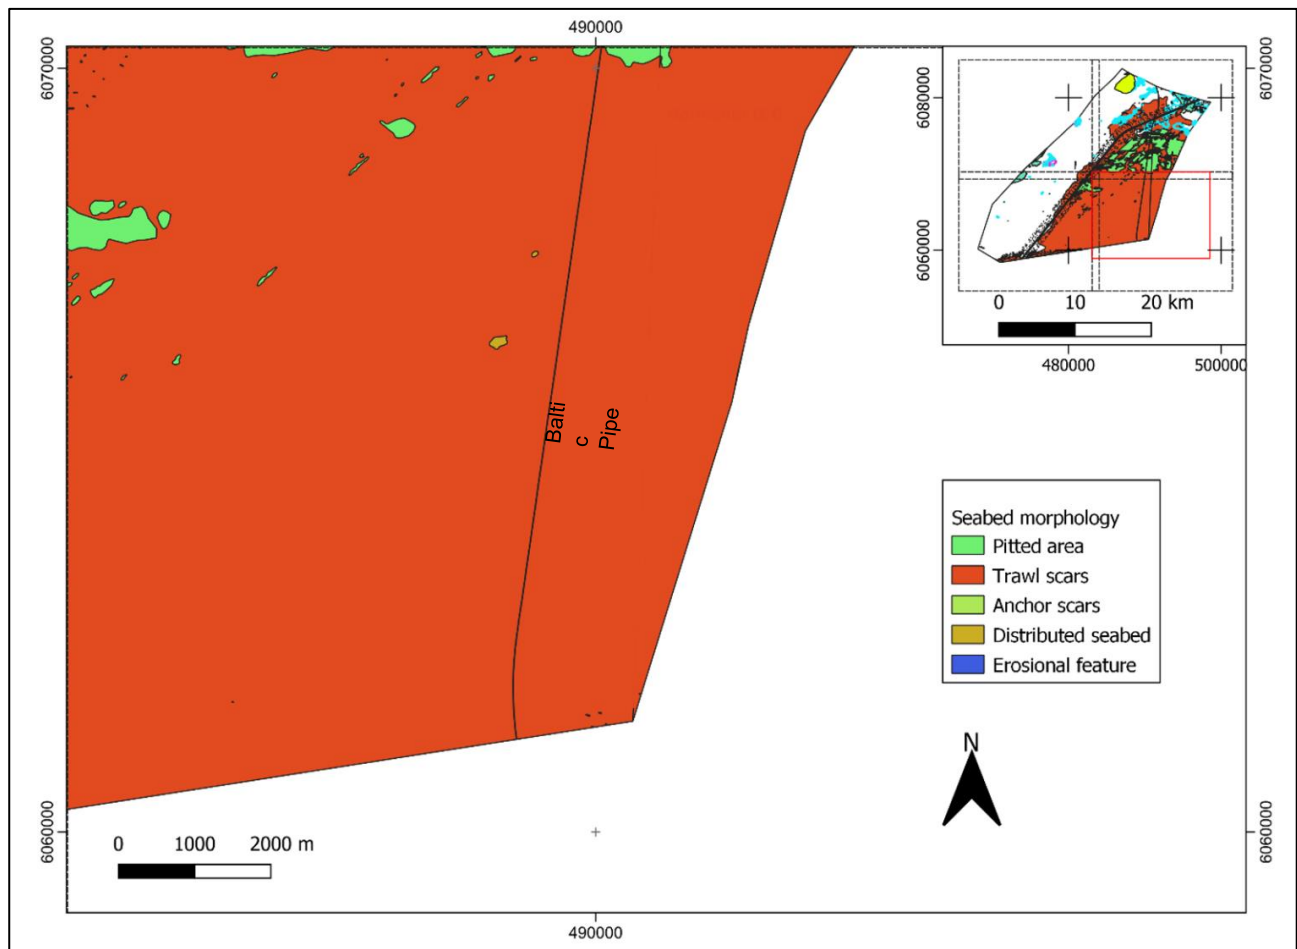 490000
6070000
6070000
6080000
6060000
0 10 20 km
480000 500000
Balti
c
Pipe
Seabed morphology
Pitted area
Trawl scars
Anchor scars
Distributed seabed
Erosional feature
N
6060000
6060000
0 1000 2000 m
490000